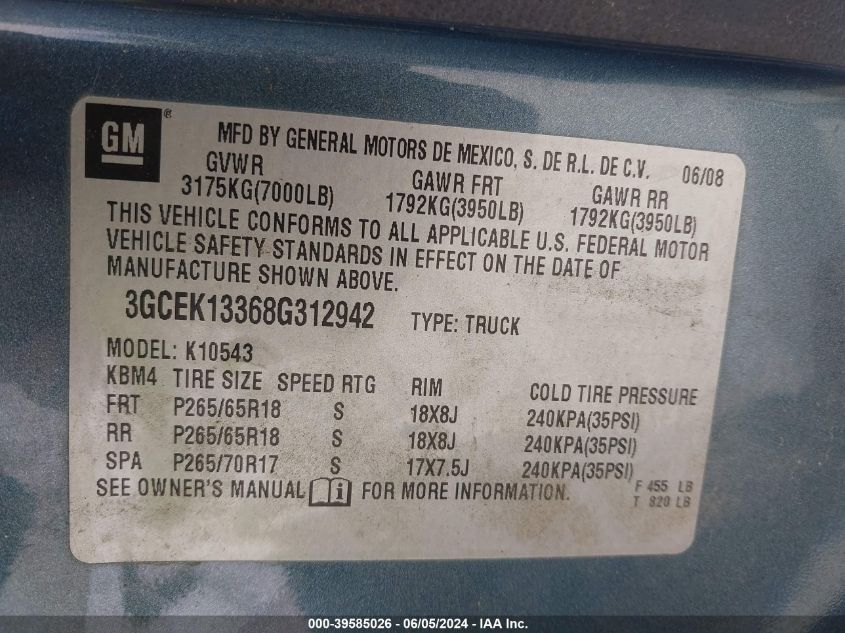 GM ®
MFD BY GENERAL MOTORS DE MEXICO, S. DE R.L. DE C.V. 06/08
GVWR GAWR FRT GAWR RR
3175KG(7000LB) 1792KG(3950LB) 1792KG(3950LB)
THIS VEHICLE CONFORMS TO ALL APPLICABLE U.S. FEDERAL MOTOR
VEHICLE SAFETY STANDARDS IN EFFECT ON THE DATE OF
MANUFACTURE SHOWN ABOVE.
3GCEK13368G312942 TYPE: TRUCK
MODEL: K10543
KBM4 TIRE SIZE SPEED RTG RIM COLD TIRE PRESSURE
FRT P265/65R18 S 18X8J 240KPA(35PSI)
RR P265/65R18 S 18X8J 240KPA(35PSI)
SPA P265/70R17 S 17X7.5J 240KPA(35PSI)
SEE OWNER'S MANUAL i FOR MORE INFORMATION. F 455 LB
T 820 LB
000-39585026 - 06/05/2024 - IAA Inc.